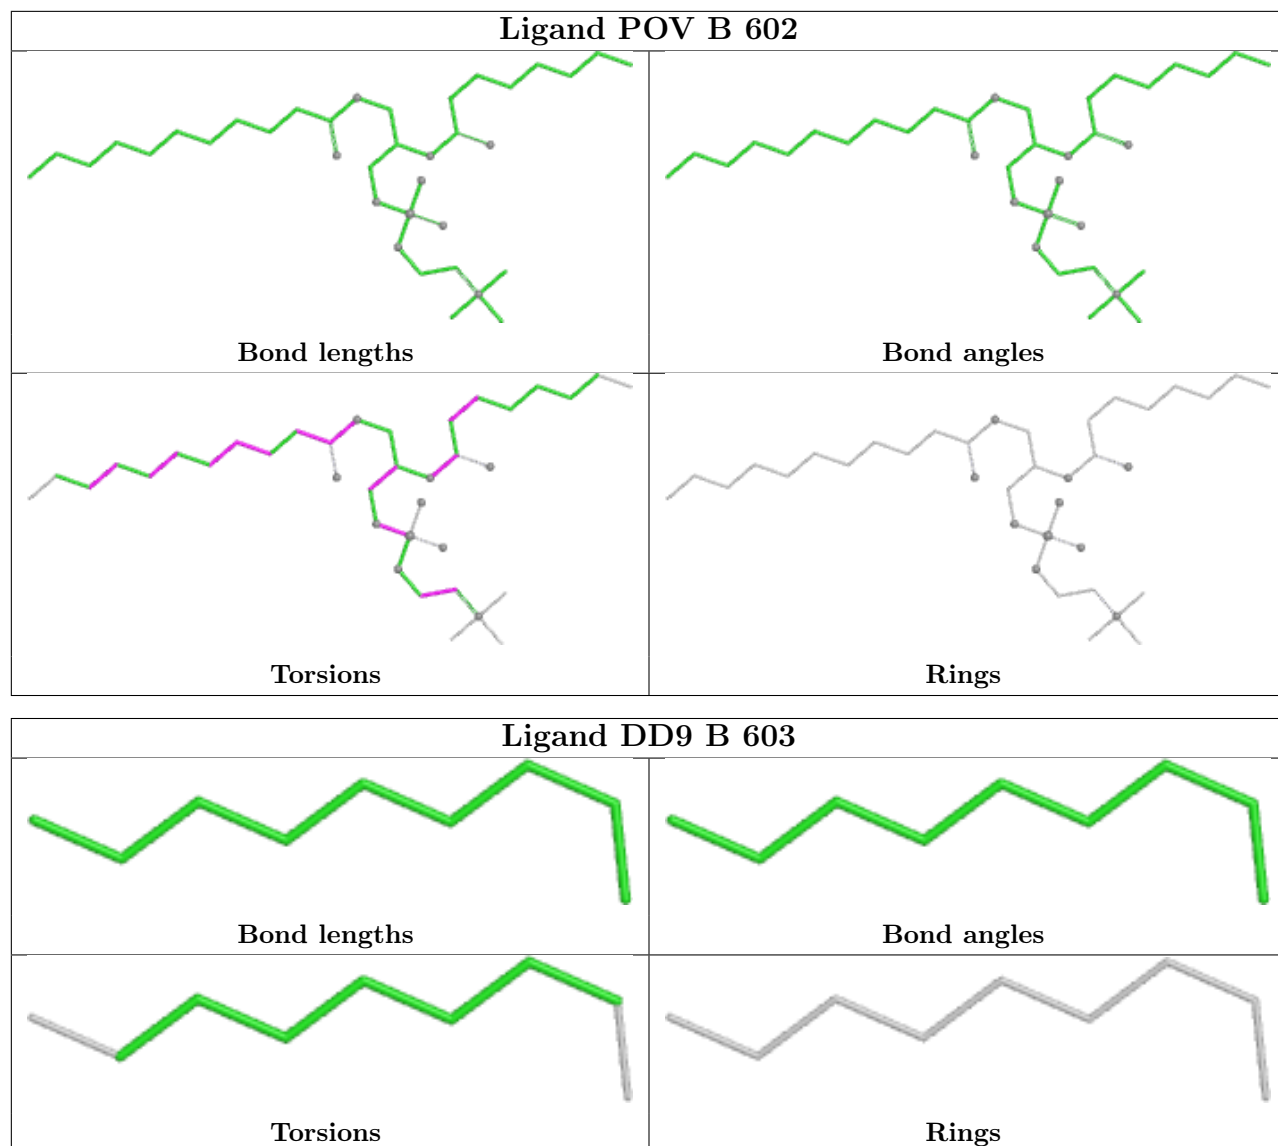 Ligand POV B 602
Bond lengths
Bond angles
Torsions
Rings
Ligand DD9 B 603
Bond lengths
Bond angles
Torsions
Rings